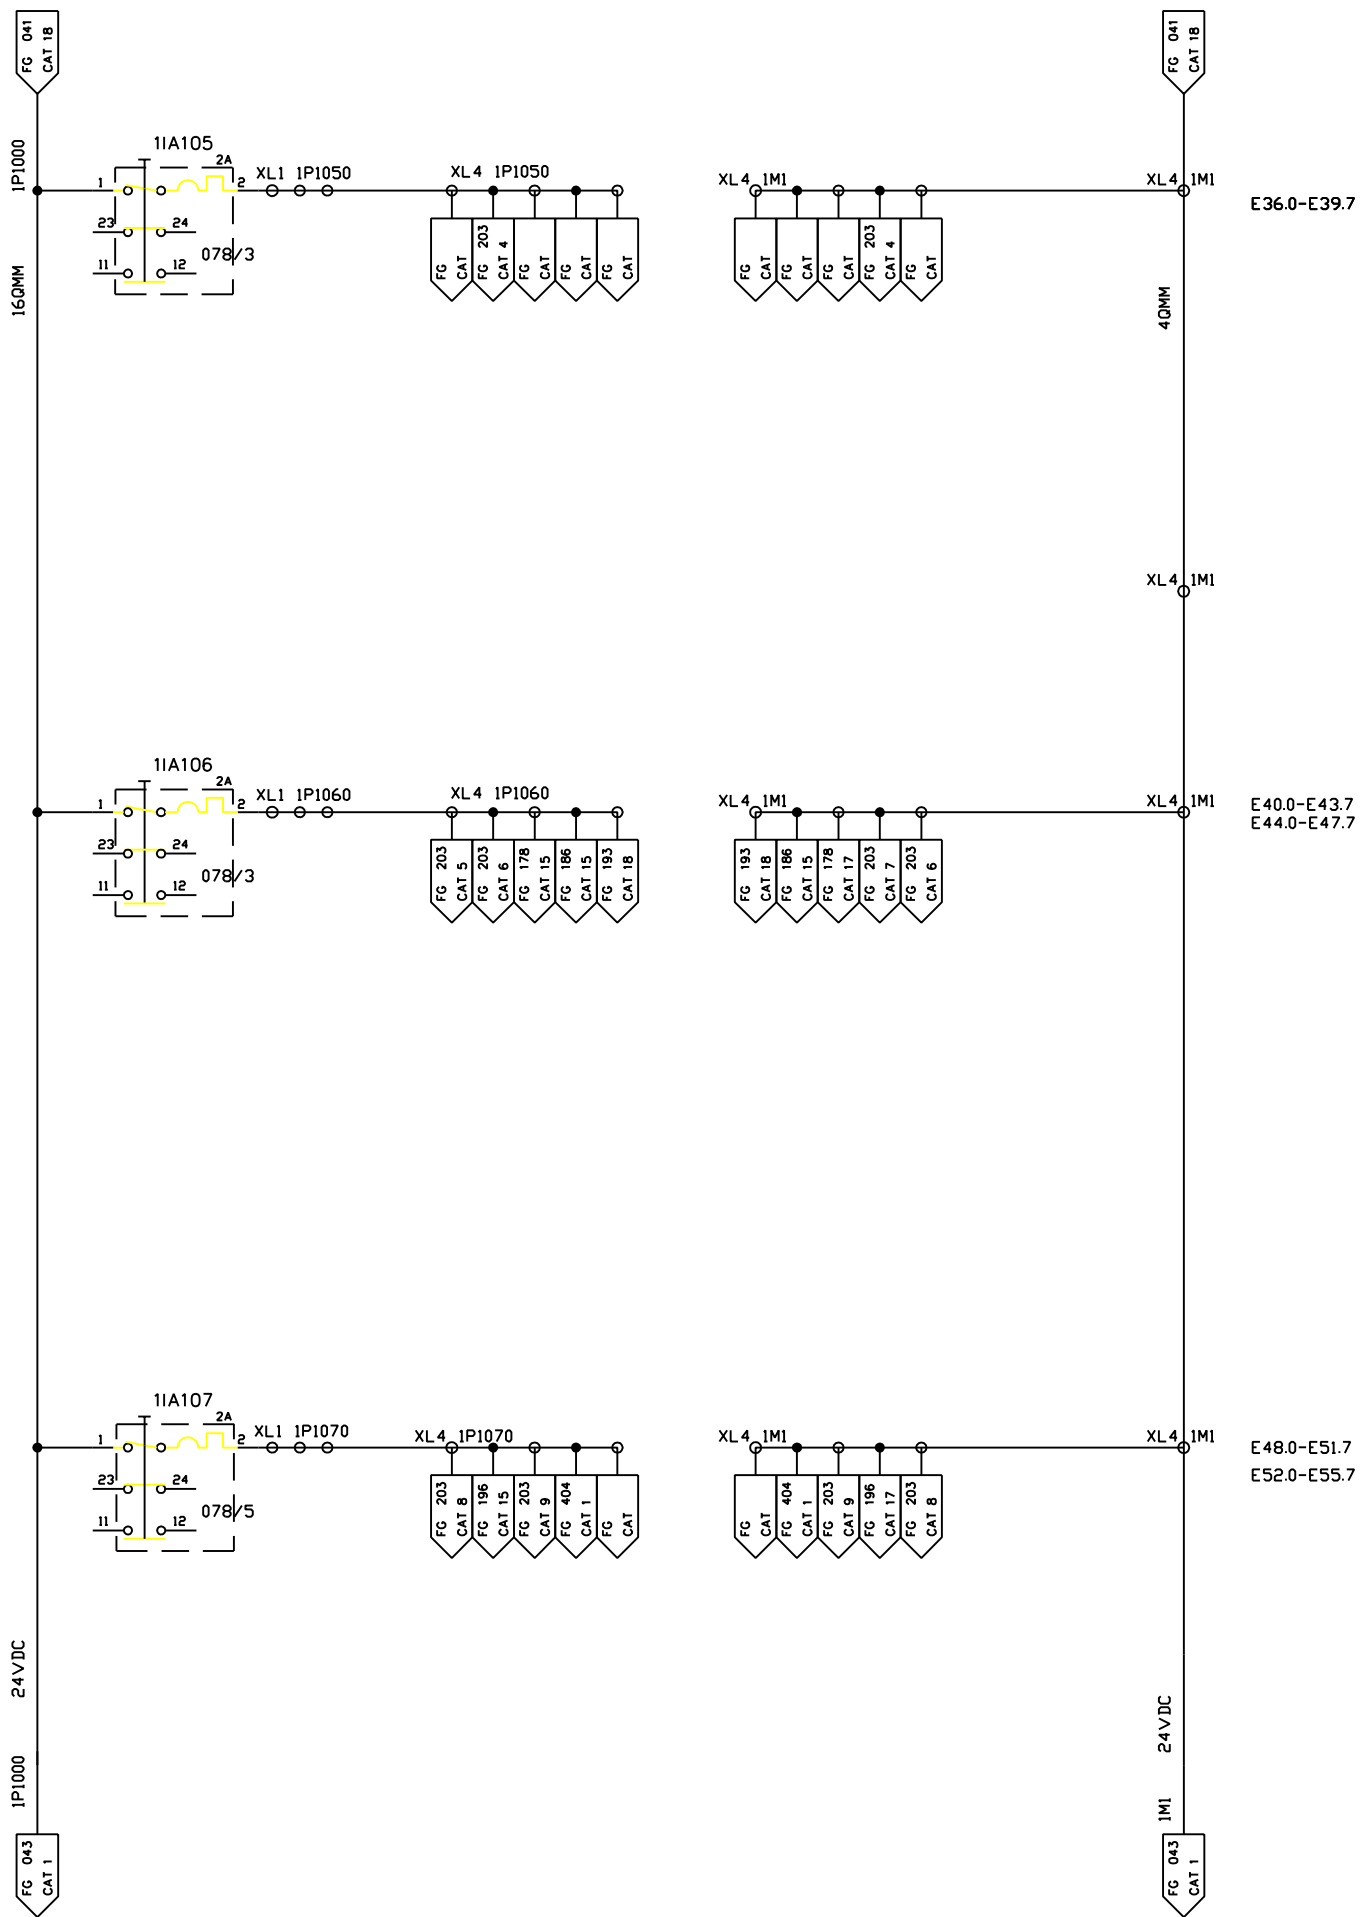 FG 041
CAT 18
FG 041
CAT 18
1P1000
16QMM
1IA105
2A
1
2
23
24
11
12
078/3
XL1 1P1050
XL4 1P1050
FG
CAT
FG 203
CAT 4
FG
CAT
FG
CAT
FG
CAT
XL4 1M1
FG
CAT
FG
CAT
FG
CAT
FG 203
CAT 4
FG
CAT
XL4 1M1
E36.0-E39.7
4QMM
XL4 1M1
1IA106
2A
1
2
23
24
11
12
078/3
XL1 1P1060
XL4 1P1060
FG 203
CAT 5
FG 203
CAT 6
FG 178
CAT 15
FG 186
CAT 15
FG 193
CAT 18
XL4 1M1
FG 193
CAT 18
FG 186
CAT 15
FG 178
CAT 17
FG 203
CAT 7
FG 203
CAT 6
XL4 1M1
E40.0-E43.7
E44.0-E47.7
1IA107
2A
1
2
23
24
11
12
078/5
XL1 1P1070
XL4 1P1070
FG 203
CAT 8
FG 196
CAT 15
FG 203
CAT 9
FG 404
CAT 1
FG
CAT
XL4 1M1
FG
CAT
FG 404
CAT 1
FG 203
CAT 9
FG 196
CAT 17
FG 203
CAT 8
XL4 1M1
E48.0-E51.7
E52.0-E55.7
24VDC
1P1000
24VDC
1M1
FG 043
CAT 1
FG 043
CAT 1